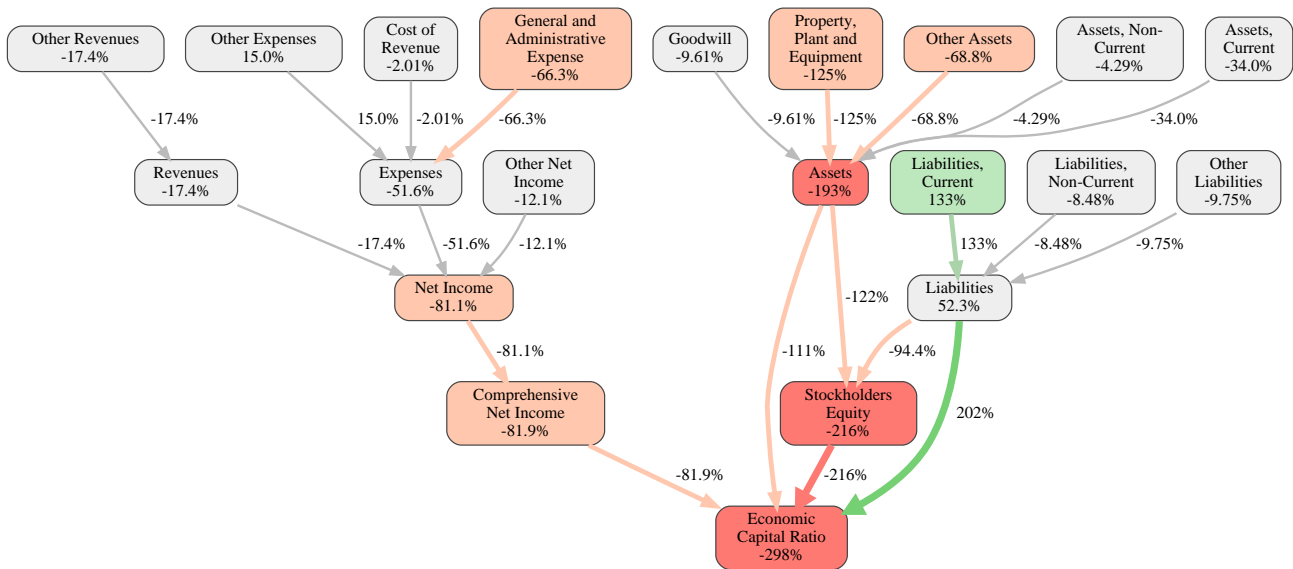 Other Revenues
-17.4%
Other Expenses
15.0%
Cost of
Revenue
-2.01%
General and
Administrative
Expense
-66.3%
Goodwill
-9.61%
Property,
Plant and
Equipment
-125%
Other Assets
-68.8%
Assets, Non-
Current
-4.29%
Assets,
Current
-34.0%
-17.4%
15.0%
-2.01%
-66.3%
-9.61%
-125%
-68.8%
-4.29%
-34.0%
Revenues
-17.4%
Expenses
-51.6%
Other Net
Income
-12.1%
Assets
-193%
Liabilities,
Current
133%
Liabilities,
Non-Current
-8.48%
Other
Liabilities
-9.75%
-17.4%
-51.6%
-12.1%
133%
-8.48%
-9.75%
Net Income
-81.1%
-122%
Liabilities
52.3%
-81.1%
-111%
-94.4%
Comprehensive
Net Income
-81.9%
Stockholders
Equity
-216%
202%
-81.9%
-216%
Economic
Capital Ratio
-298%